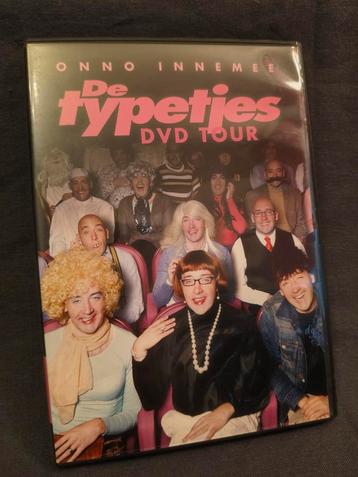 ONNO INNEMEE
De
typetjes
DVD TOUR